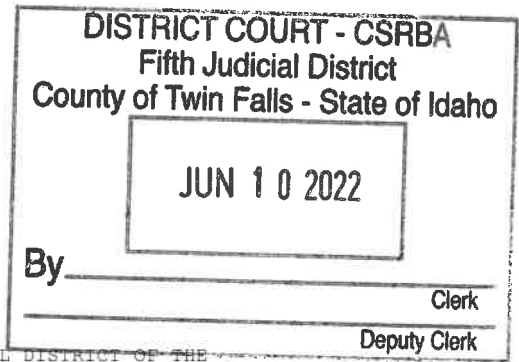 DISTRICT COURT - CSRBA
Fifth Judicial District
County of Twin Falls - State of Idaho
JUN 10 2022
By
Clerk
Deputy Clerk
L DISTRICT OF THE